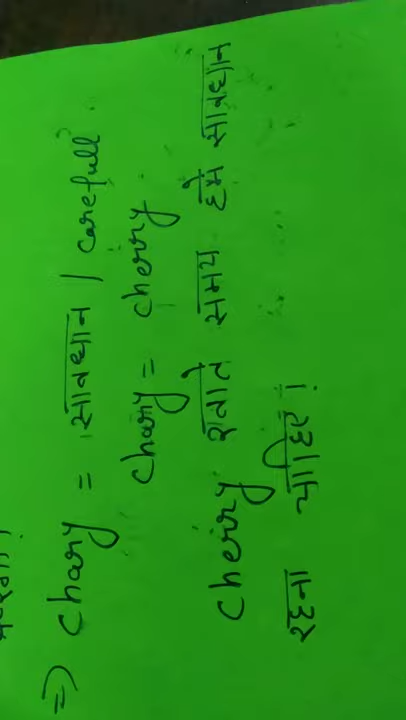 => Chary = सावधान / carefull.
Chary = cherry
Cherry खाते समय हमे सावधान
रहना चाहिए!